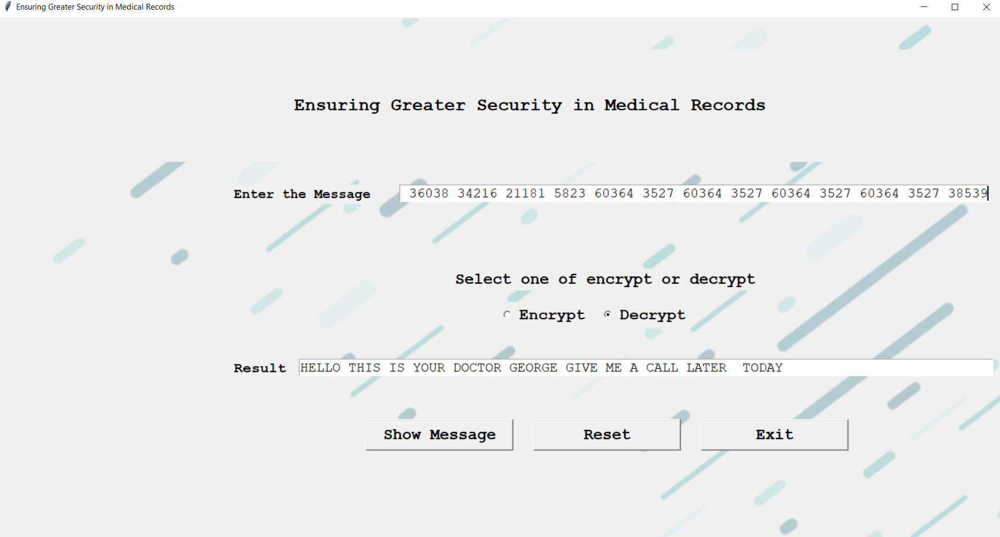 Ensuring Greater Security in Medical Records
Ensuring Greater Security in Medical Records
Enter the Message 36038 34216 21181 5823 60364 3527 60364 3527 60364 3527 60364 3527 38539
Select one of encrypt or decrypt
Encrypt Decrypt
Result HELLO THIS IS YOUR DOCTOR GEORGE GIVE ME A CALL LATER  TODAY
Show Message Reset Exit